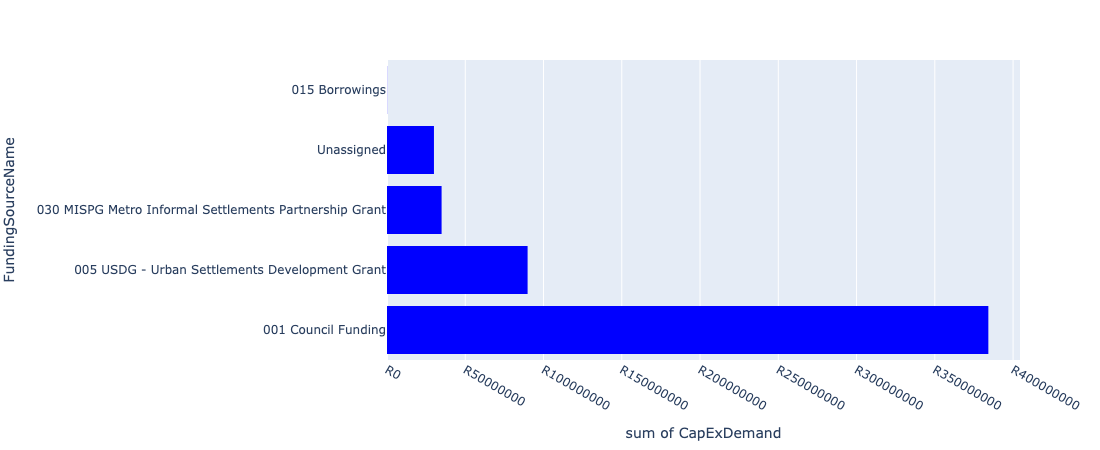 FundingSourceName
015 Borrowings
Unassigned
030 MISPG Metro Informal Settlements Partnership Grant
005 USDG - Urban Settlements Development Grant
001 Council Funding
R0
R50000000
R100000000
R150000000
R200000000
R250000000
R300000000
R350000000
R400000000
sum of CapExDemand